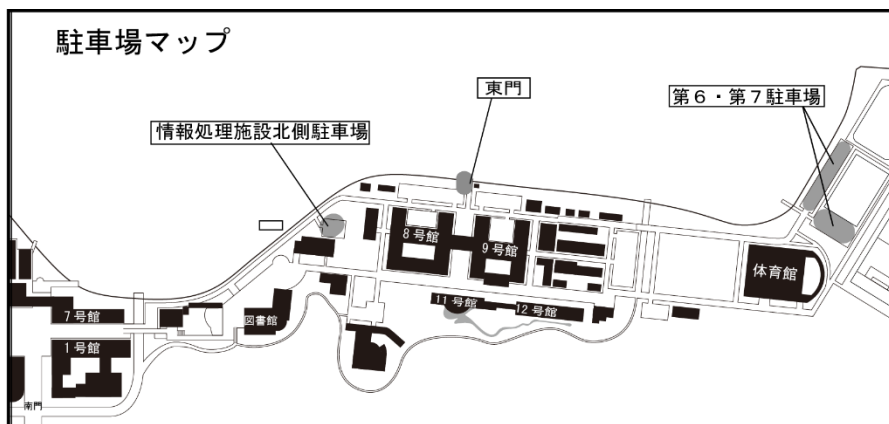 駐車場マップ
東門
第６・第７駐車場
情報処理施設北側駐車場
８号館
９号館
体育館
１１号館
１２号館
図書館
７号館
１号館
南門